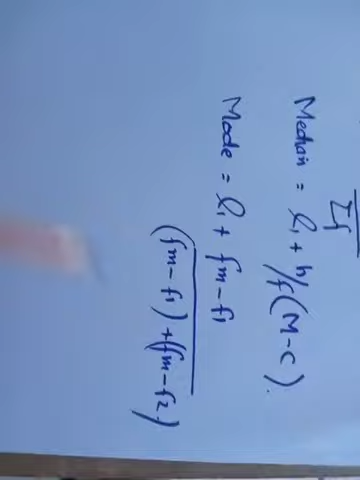 Σf
Median = l₁ + h/f (M-C).
Mode = l₁ + fm-f1
(fm-f1)+(fm-f2)